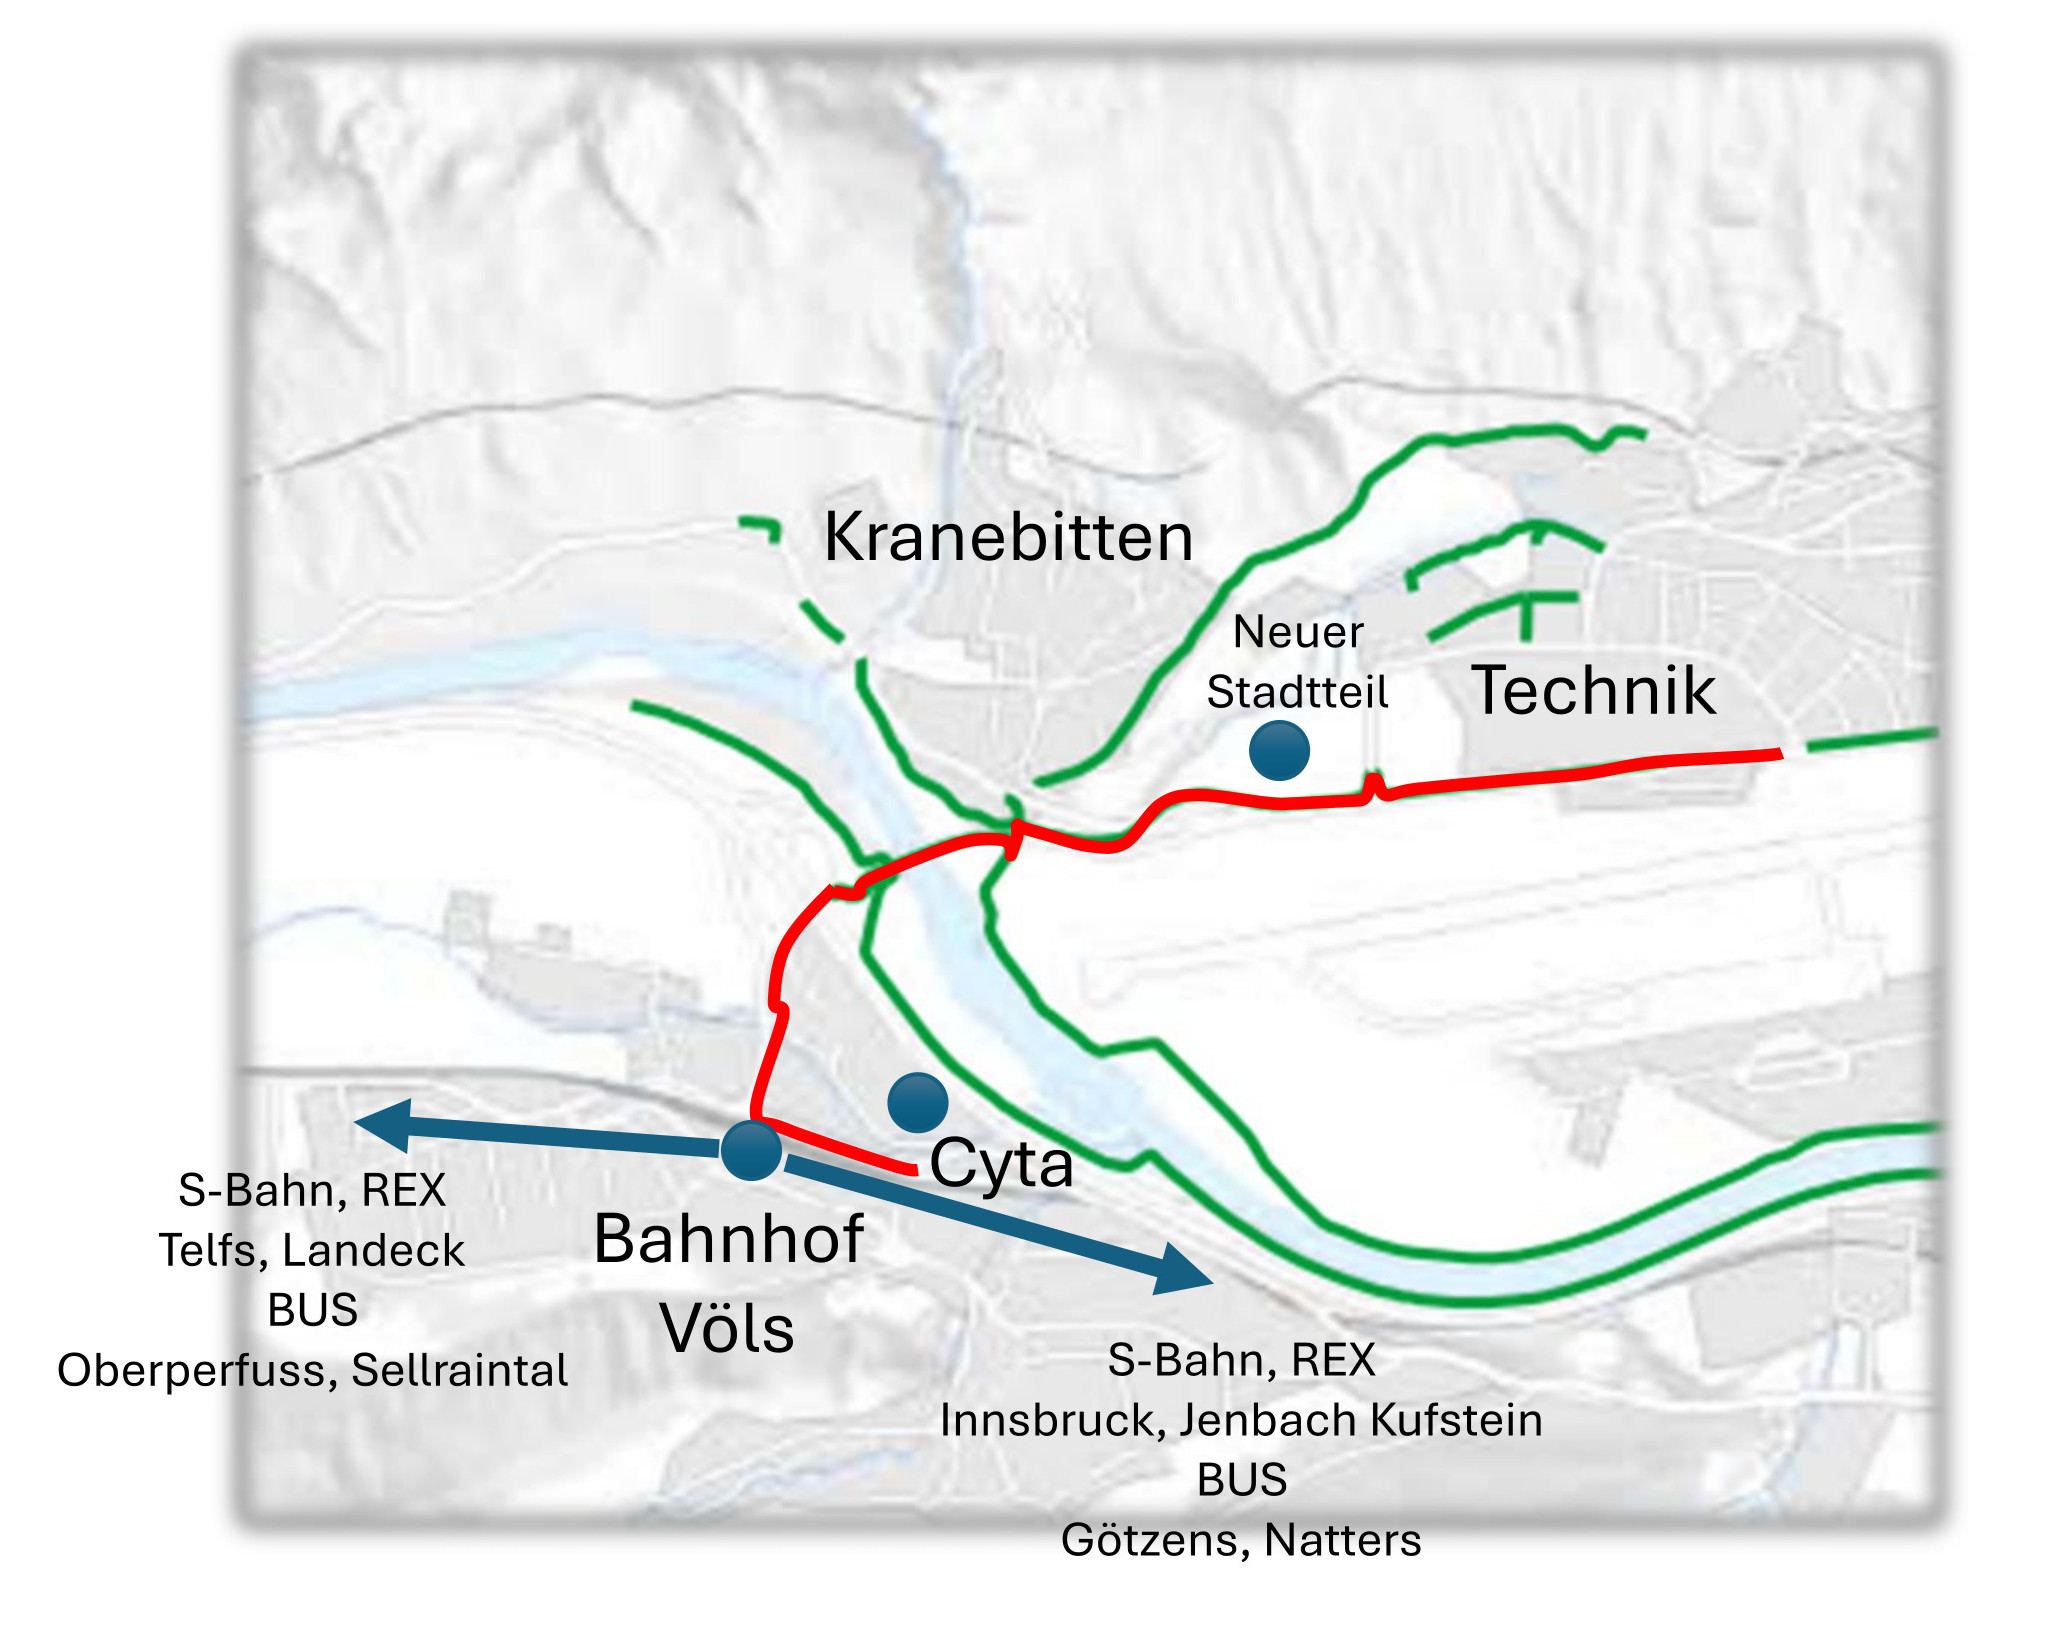 Kranebitten
Neuer
Stadtteil
Technik
Cyta
Bahnhof
Völs
S-Bahn, REX
Telfs, Landeck
BUS
Oberperfuss, Sellraintal
S-Bahn, REX
Innsbruck, Jenbach Kufstein
BUS
Götzens, Natters